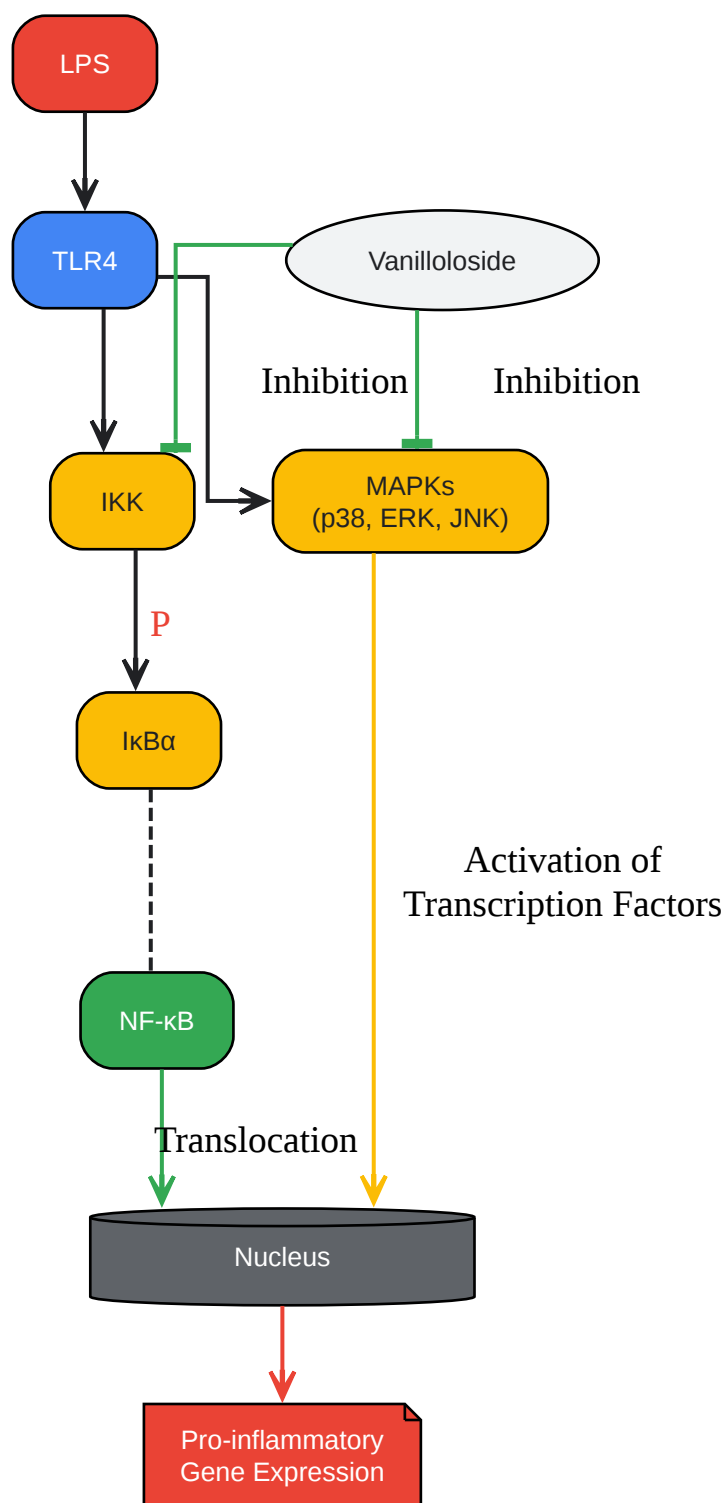 LPS
TLR4
Vanilloloside
Inhibition
Inhibition
IKK
MAPKs
(p38, ERK, JNK)
P
IκBα
Activation of
Transcription Factors
NF-κB
Translocation
Nucleus
Pro-inflammatory
Gene Expression